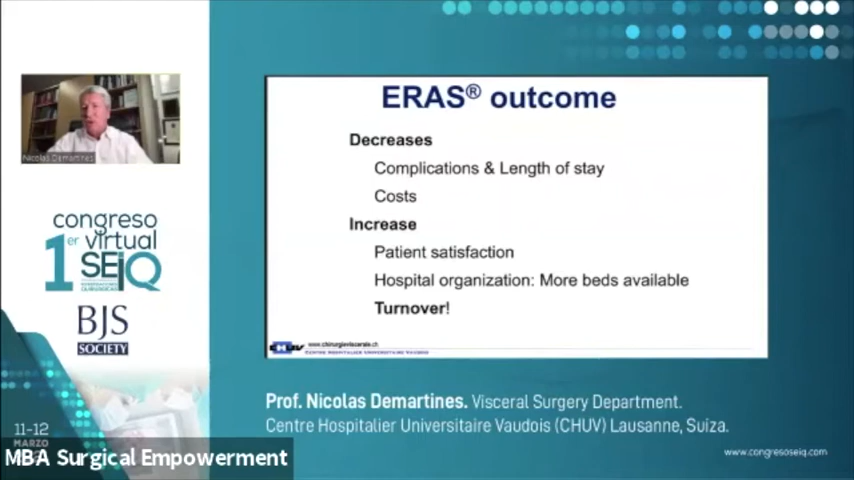 ERAS® outcome
Decreases
Complications & Length of stay
Costs
Increase
Patient satisfaction
Hospital organization: More beds available
Turnover!
CHUV www.chirurgieviscerale.ch
CENTRE HOSPITALIER UNIVERSITAIRE VAUDOIS
Nicolas Demartines
congreso
1er virtual
SEIQ
BJS
SOCIETY
11-12
MARZO
MBA Surgical Empowerment
Prof. Nicolas Demartines. Visceral Surgery Department.
Centre Hospitalier Universitaire Vaudois (CHUV) Lausanne, Suiza.
www.congresoseiq.com